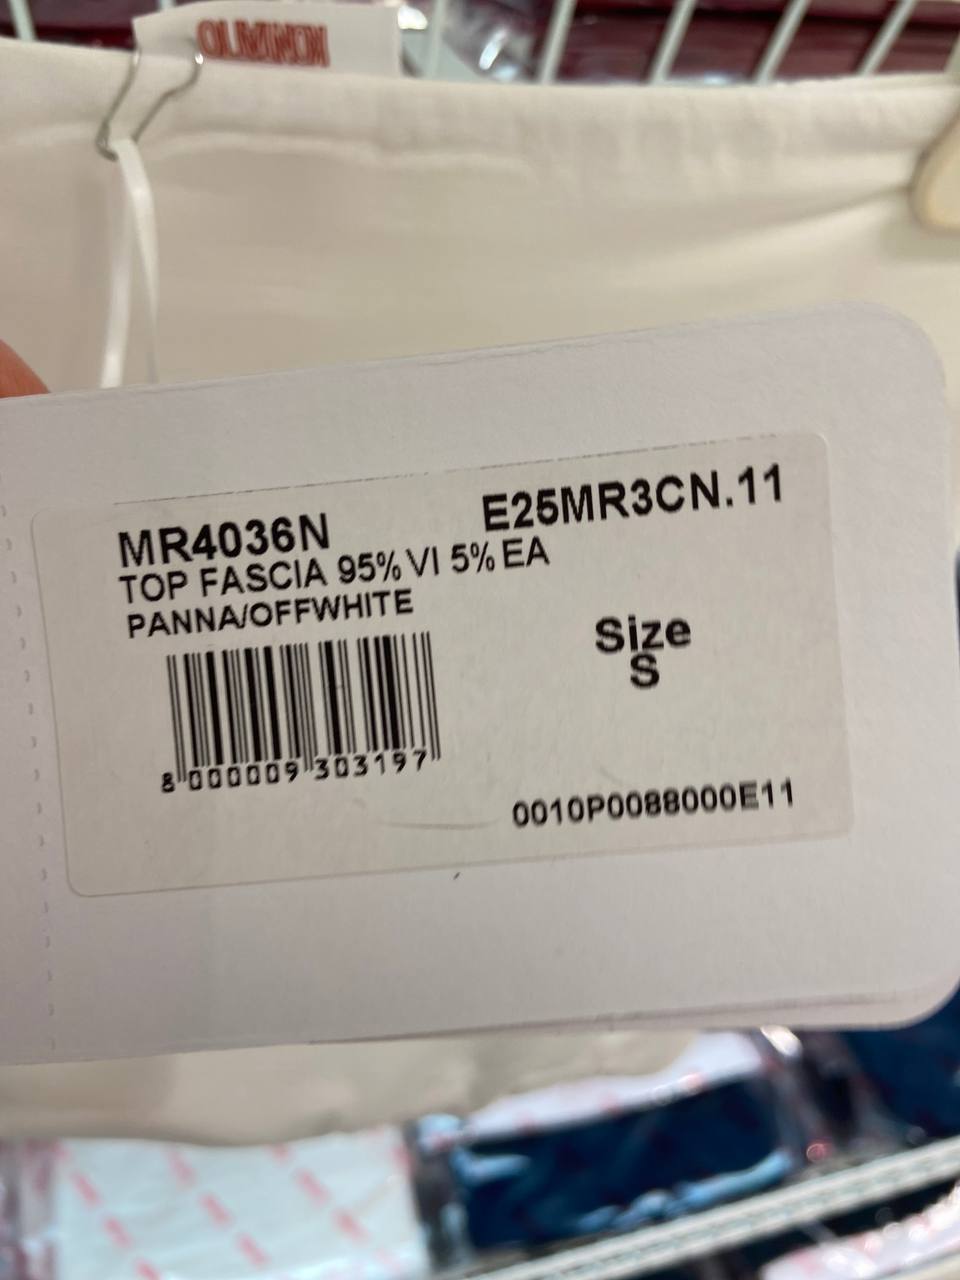 MR4036N
E25MR3CN.11
TOP FASCIA 95% VI 5% EA
PANNA/OFFWHITE
Size
S
8 000009 303197
0010P0088000E11